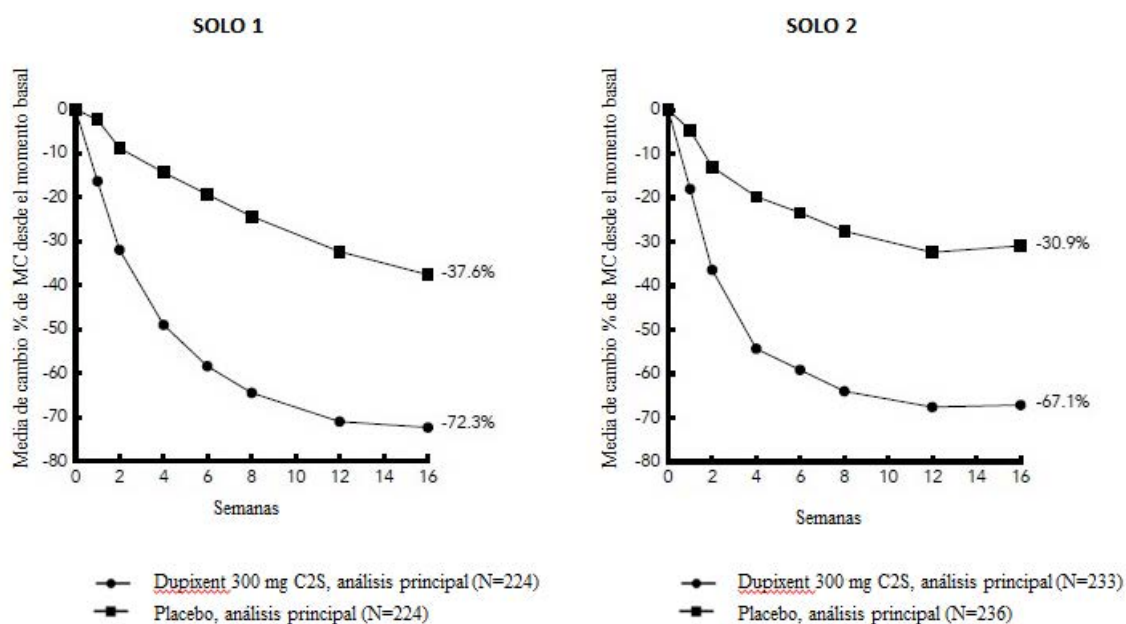 SOLO 1
Media de cambio % de MC desde el momento basal
0
-10
-20
-30
-40
-50
-60
-70
-80
-37.6%
-72.3%
0 2 4 6 8 10 12 14 16
Semanas
Dupixent 300 mg C2S, análisis principal (N=224)
Placebo, análisis principal (N=224)
SOLO 2
Media de cambio % de MC desde el momento basal
0
-10
-20
-30
-40
-50
-60
-70
-80
-30.9%
-67.1%
0 2 4 6 8 10 12 14 16
Semanas
Dupixent 300 mg C2S, análisis principal (N=233)
Placebo, análisis principal (N=236)